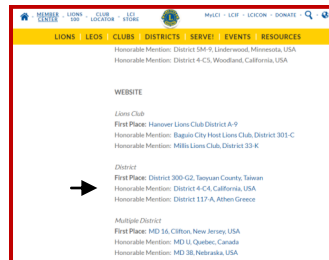 MEMBER CENTER
LIONS 100
CLUB LOCATOR
LCI STORE
MyLCI - LCIF - LCICON - DONATE
LIONS | LEOS | CLUBS | DISTRICTS | SERVE! | EVENTS | RESOURCES
Honorable Mention: District 5M-9, Linderwood, Minnesota, USA
Honorable Mention: District 4-C5, Woodland, California, USA
WEBSITE
Lions Club
First Place: Hanover Lions Club District A-9
Honorable Mention: Baguio City Host Lions Club, District 301-C
Honorable Mention: Millis Lions Club, District 33-K
District
First Place: District 300-G2, Taoyuan County, Taiwan
Honorable Mention: District 4-C4, California, USA
Honorable Mention: District 117-A, Athen Greece
Multiple District
First Place: MD 16, Clifton, New Jersey, USA
Honorable Mention: MD U, Quebec, Canada
Honorable Mention: MD 38, Nebraska, USA